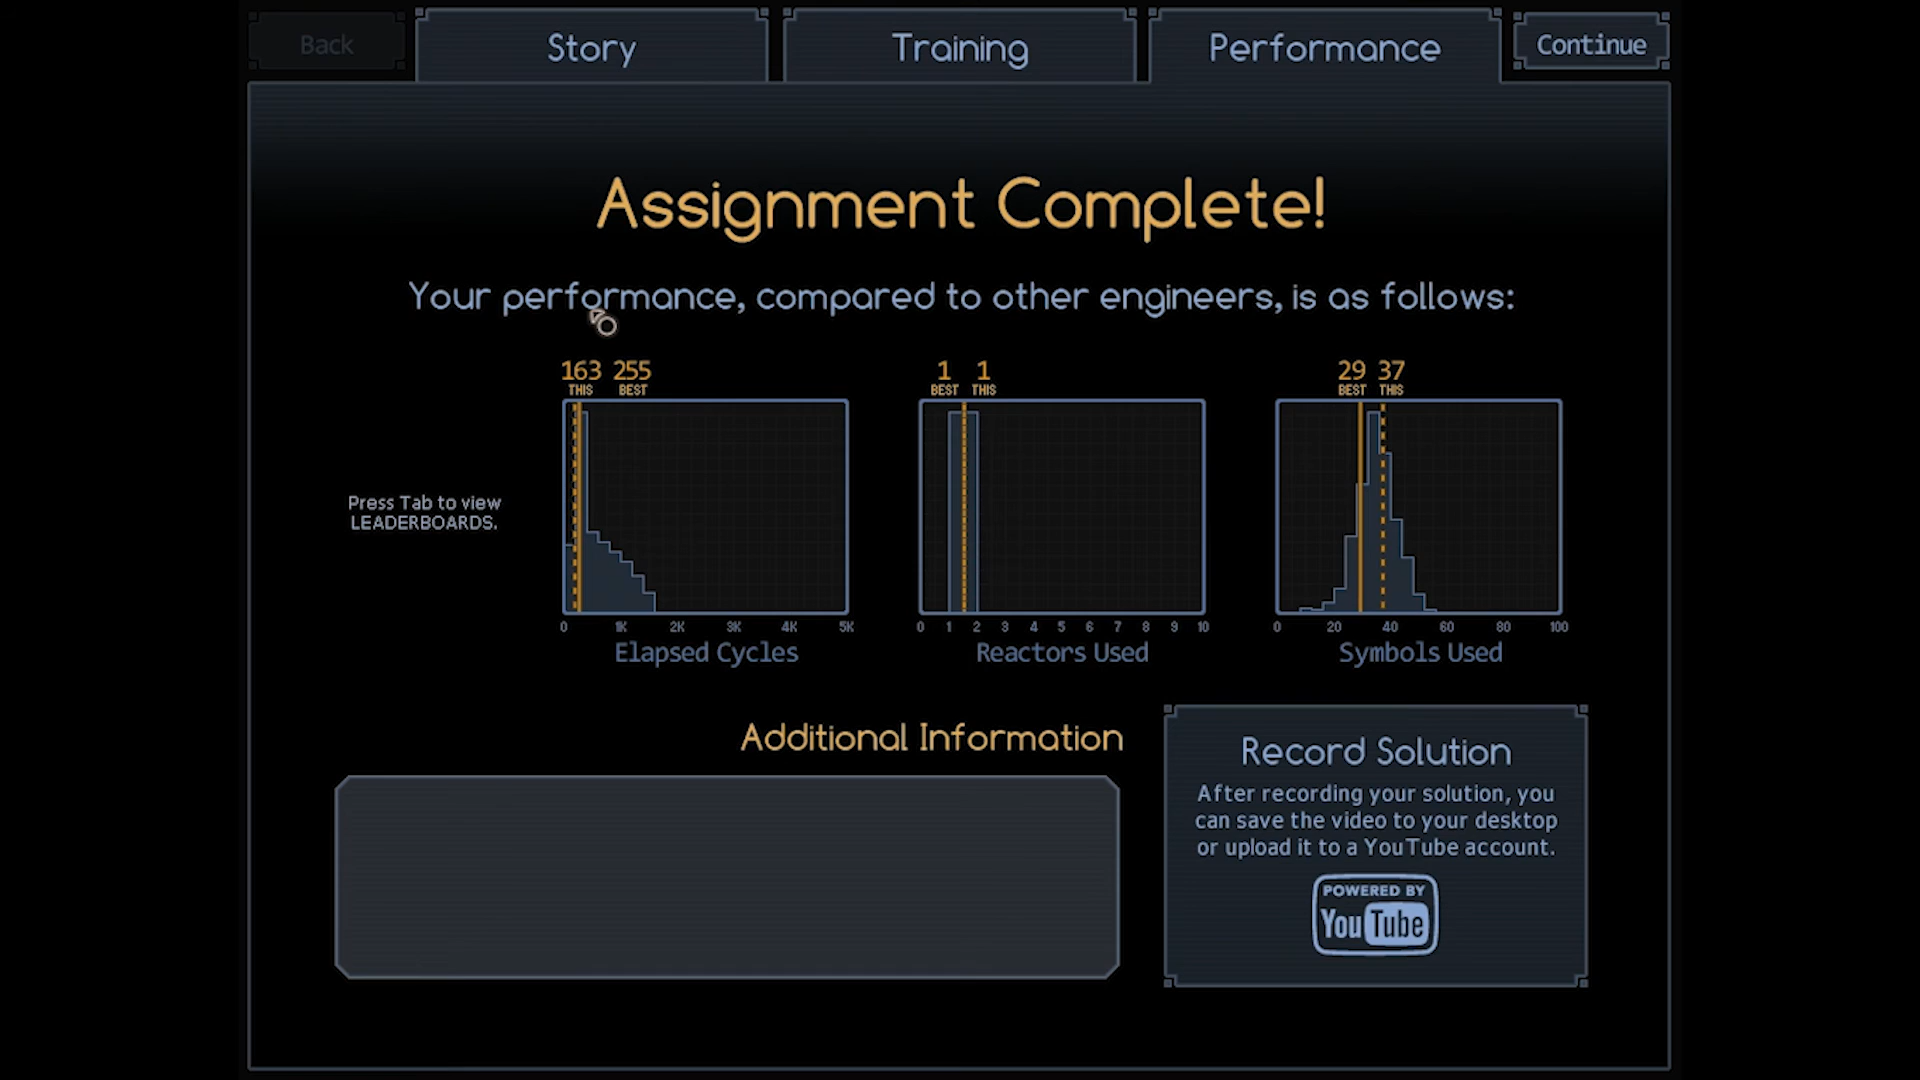 Back
Story
Training
Performance
Continue
Assignment Complete!
Your performance, compared to other engineers, is as follows:
163 255
THIS BEST
1 1
BEST THIS
29 37
BEST THIS
Press Tab to view
LEADERBOARDS.
0 1K 2K 3K 4K 5K
Elapsed Cycles
0 1 2 3 4 5 6 7 8 9 10
Reactors Used
0 20 40 60 80 100
Symbols Used
Additional Information
Record Solution
After recording your solution, you
can save the video to your desktop
or upload it to a YouTube account.
POWERED BY
YouTube